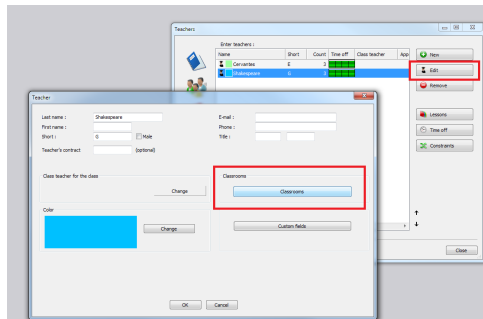 Teachers
Enter teachers :
Name Short Count Time off Class teacher App
Cervantes E 3
Shakespeare G 3
New
Edit
Remove
Lessons
Time off
Constraints
Close
Teacher
Last name : Shakespeare
First name :
Short : G Male
Teacher's contract (optional)
E-mail :
Phone :
Title :
Class teacher for the class
Change
Classrooms
Classrooms
Color
Change
Custom fields
OK Cancel